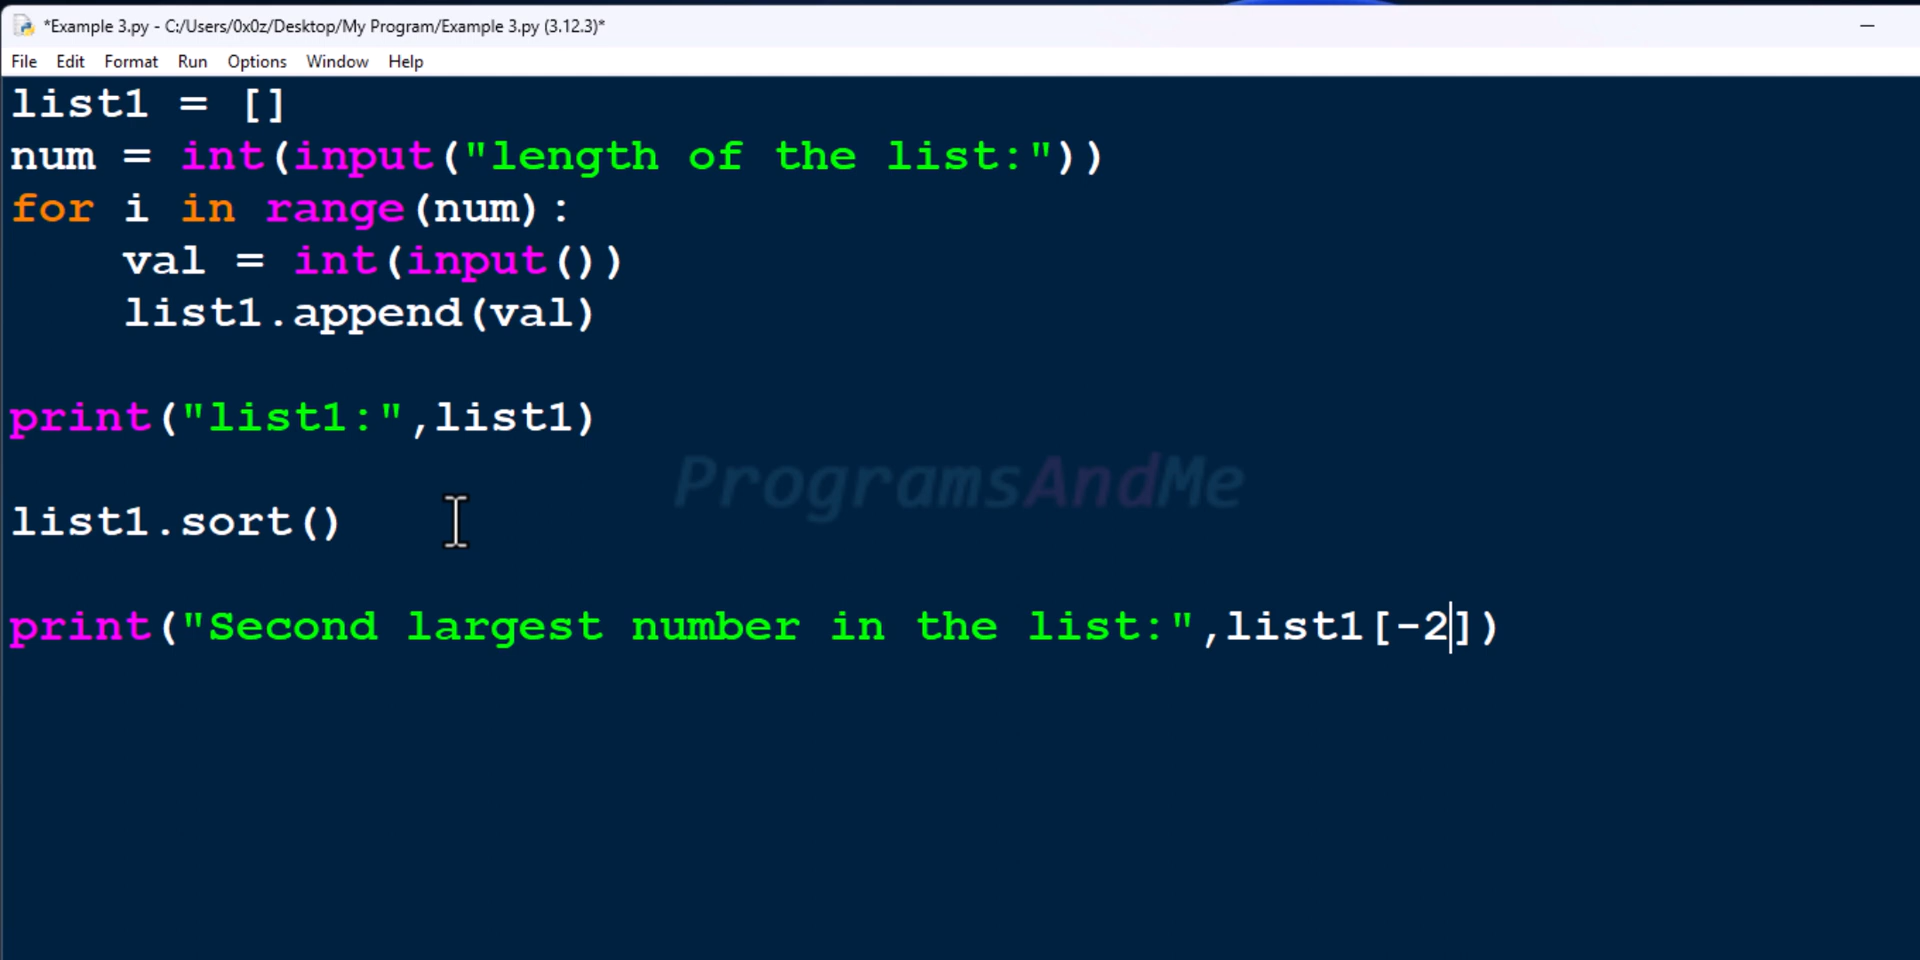 *Example 3.py - C:/Users/0x0z/Desktop/My Program/Example 3.py (3.12.3)*
File Edit Format Run Options Window Help
list1 = []
num = int(input("length of the list:"))
for i in range(num):
    val = int(input())
    list1.append(val)
print("list1:",list1)
ProgramsAndMe
list1.sort()
print("Second largest number in the list:",list1[-2])